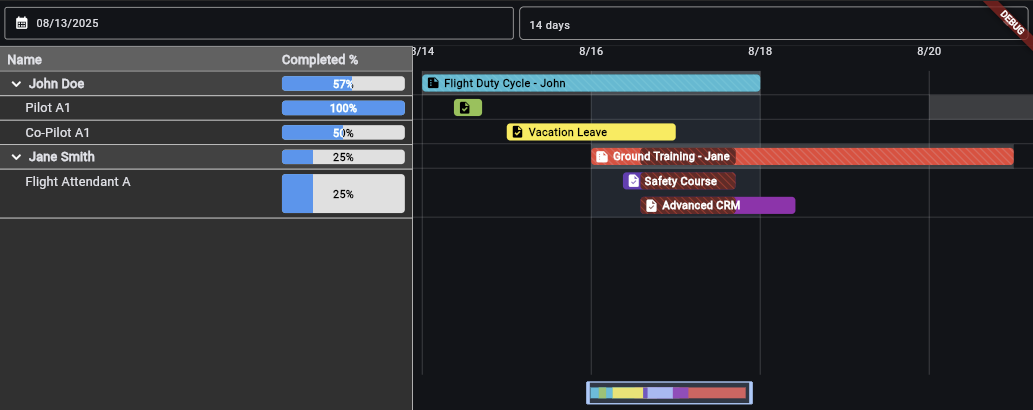 08/13/2025
14 days
DEBUG
8/14
8/16
8/18
8/20
Name
Completed %
John Doe
57%
Flight Duty Cycle - John
Pilot A1
100%
Co-Pilot A1
50%
Vacation Leave
Jane Smith
25%
Ground Training - Jane
Flight Attendant A
25%
Safety Course
Advanced CRM